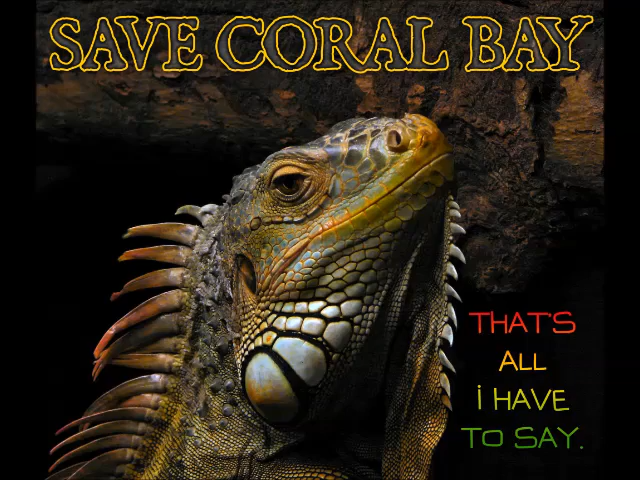 SAVE CORAL BAY
THAT'S
ALL
I HAVE
TO SAY.